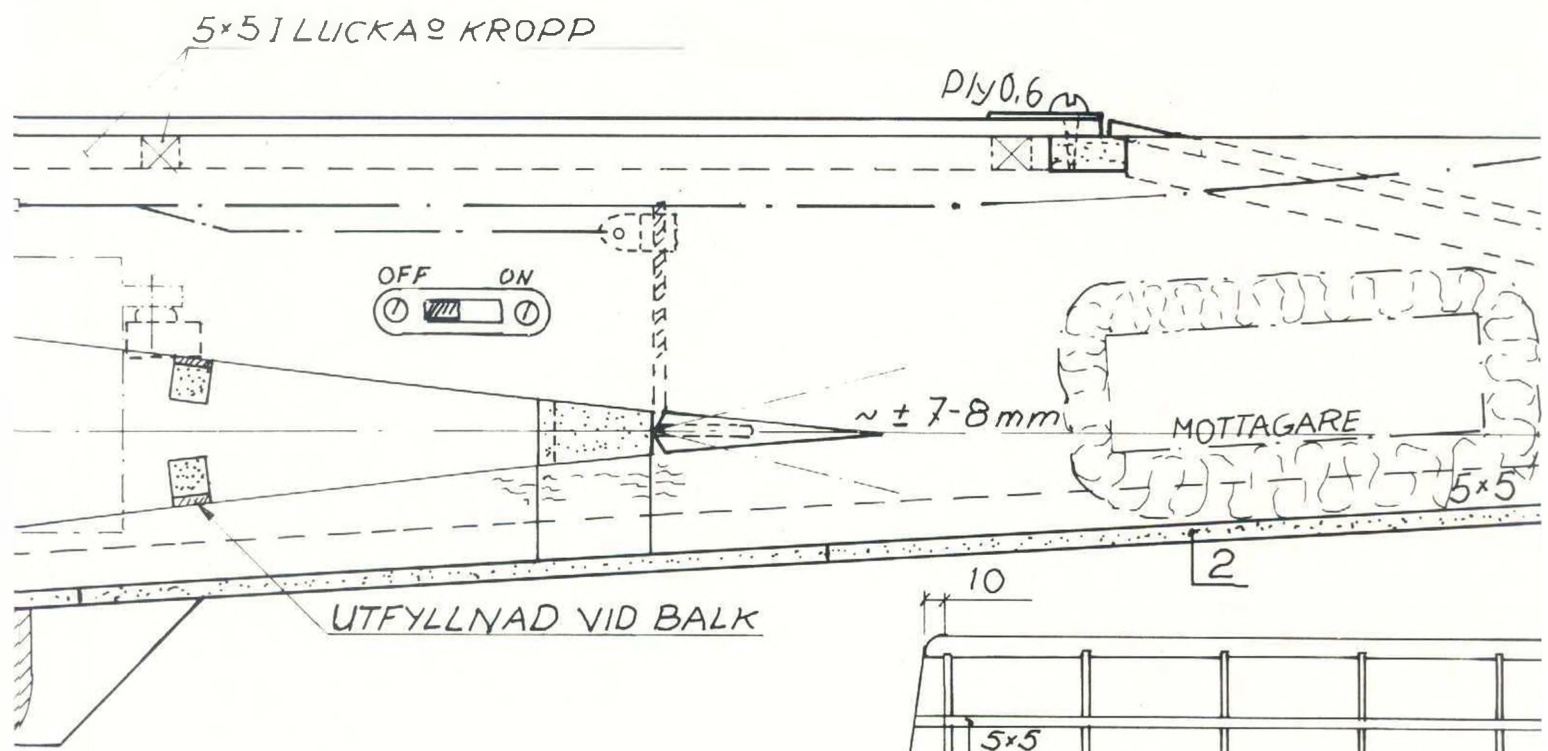 5×5 I LUCKA º KROPP
Ply 0,6
OFF ON
~ ± 7-8 mm
MOTTAGARE
5×5
2
10
UTFYLLNAD VID BALK
5×5